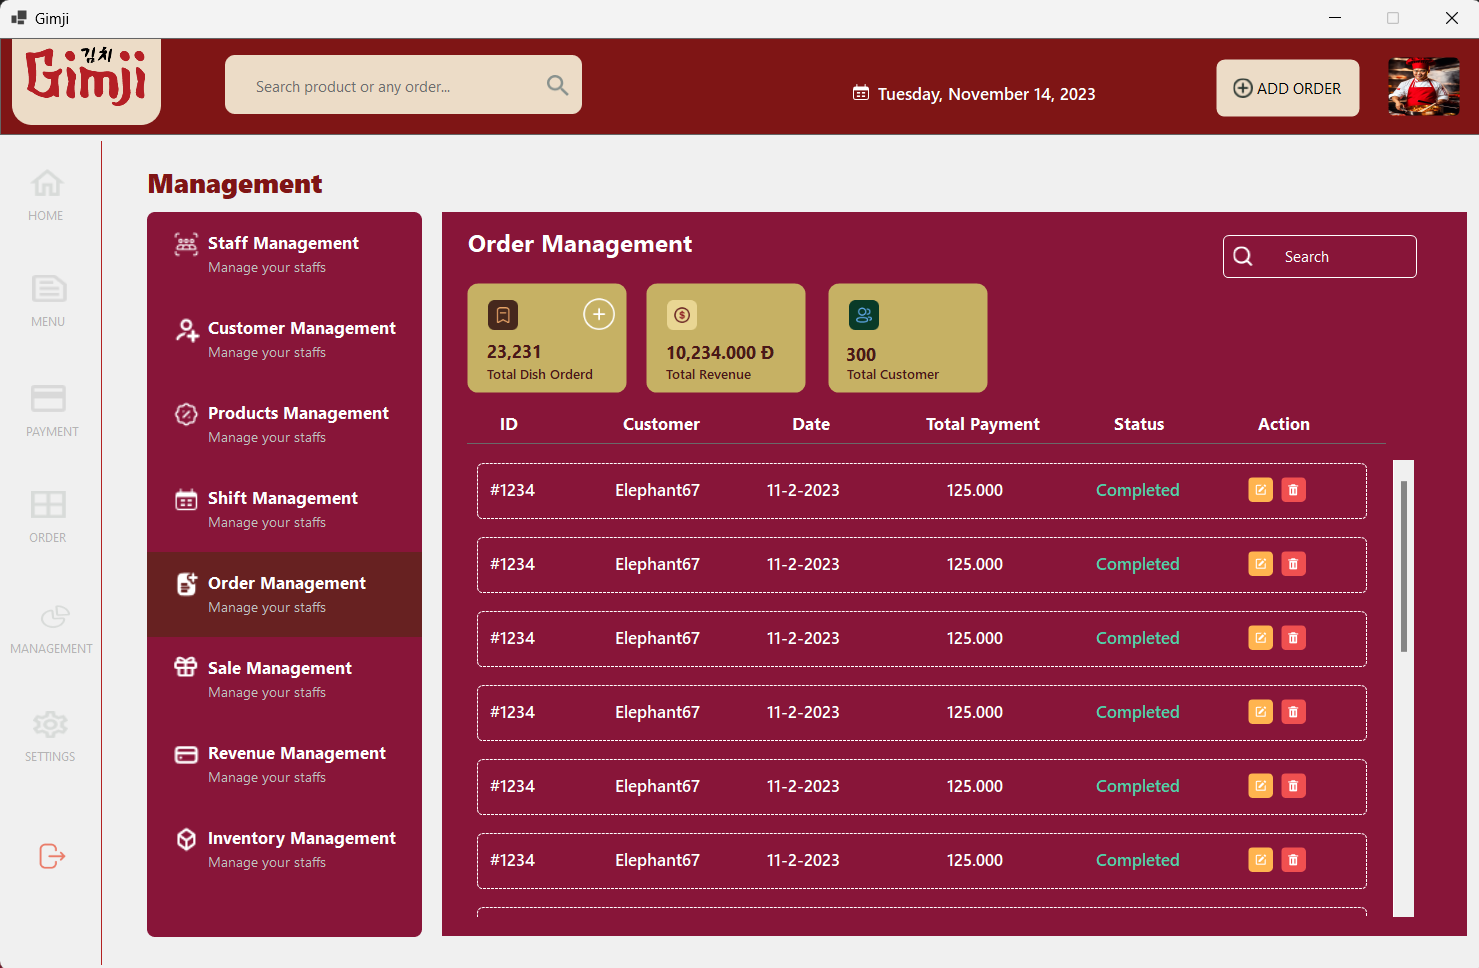 Gimji
김치
Gimji
Search product or any order...
Tuesday, November 14, 2023
ADD ORDER
HOME
MENU
PAYMENT
ORDER
MANAGEMENT
SETTINGS
Management
Staff Management
Manage your staffs
Customer Management
Manage your staffs
Products Management
Manage your staffs
Shift Management
Manage your staffs
Order Management
Manage your staffs
Sale Management
Manage your staffs
Revenue Management
Manage your staffs
Inventory Management
Manage your staffs
Order Management
Search
23,231
Total Dish Orderd
10,234.000 Đ
Total Revenue
300
Total Customer
ID Customer Date Total Payment Status Action
#1234 Elephant67 11-2-2023 125.000 Completed
#1234 Elephant67 11-2-2023 125.000 Completed
#1234 Elephant67 11-2-2023 125.000 Completed
#1234 Elephant67 11-2-2023 125.000 Completed
#1234 Elephant67 11-2-2023 125.000 Completed
#1234 Elephant67 11-2-2023 125.000 Completed